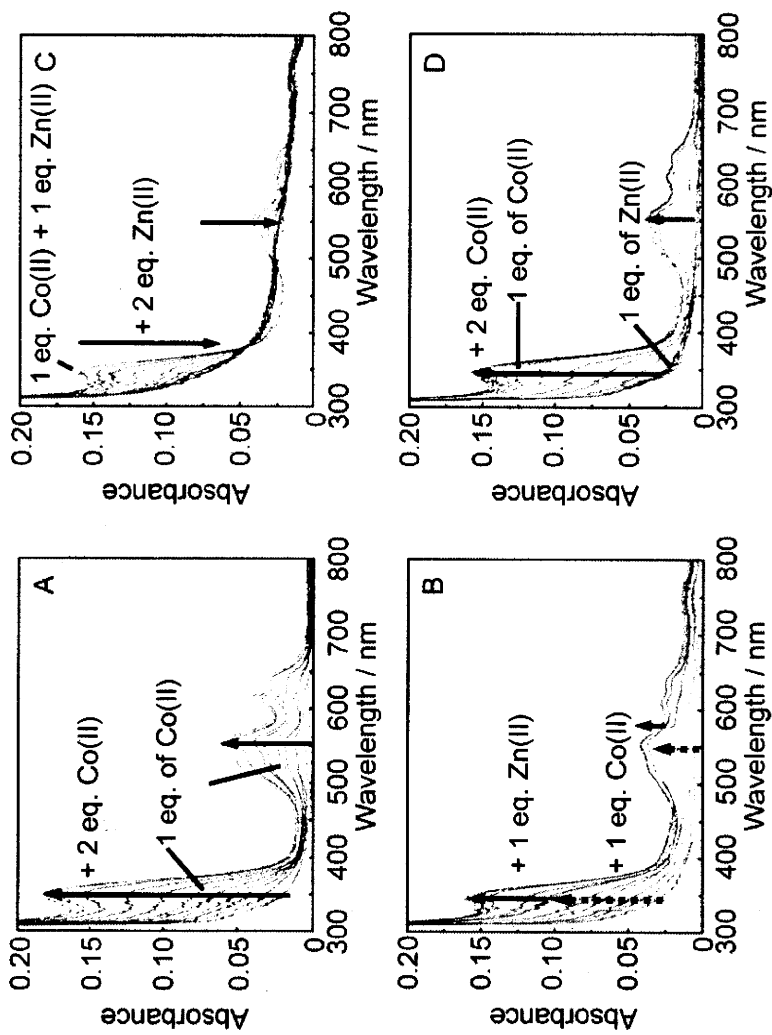 A
0.20
0.15
0.10
0.05
0
Absorbance
+ 2 eq. Co(II)
1 eq. of Co(II)
300 400 500 600 700 800
Wavelength / nm
1 eq. Co(II) + 1 eq. Zn(II) C
0.20
0.15
0.10
0.05
0
Absorbance
+ 2 eq. Zn(II)
300 400 500 600 700 800
Wavelength / nm
B
0.20
0.15
0.10
0.05
0
Absorbance
+ 1 eq. Zn(II)
+ 1 eq. Co(II)
300 400 500 600 700 800
Wavelength / nm
D
0.20
0.15
0.10
0.05
0
Absorbance
+ 2 eq. Co(II)
1 eq. of Co(II)
1 eq. of Zn(II)
300 400 500 600 700 800
Wavelength / nm